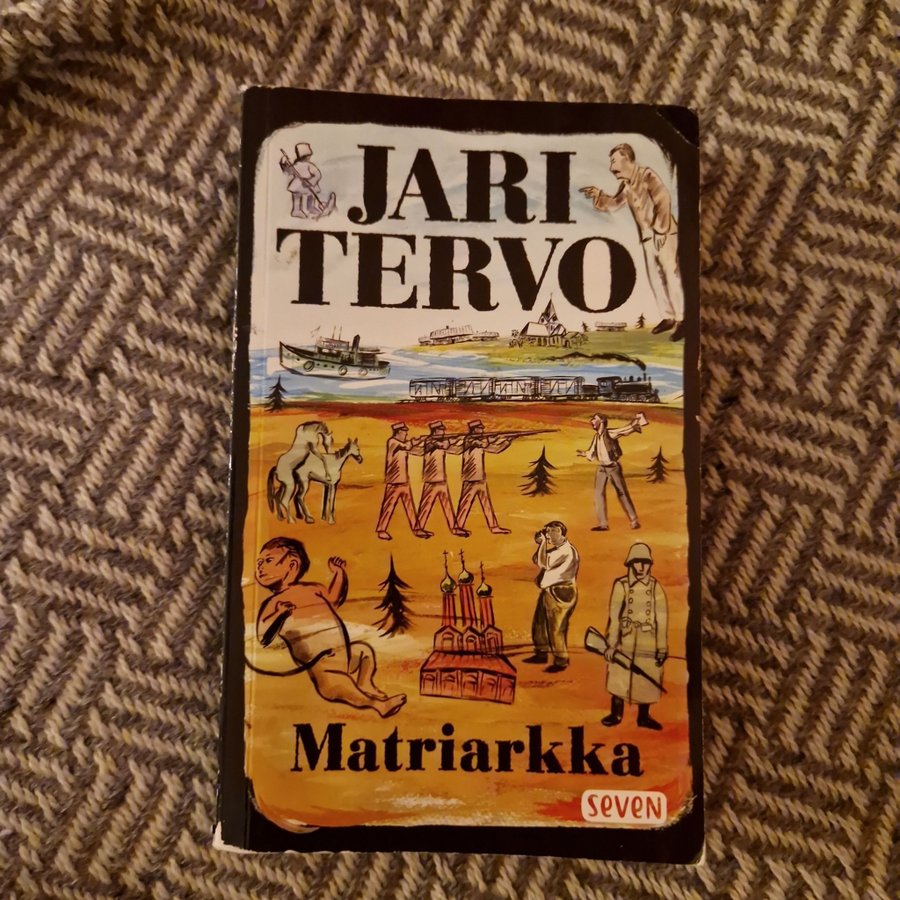 JARI
TERVO
Matriarkka
seven